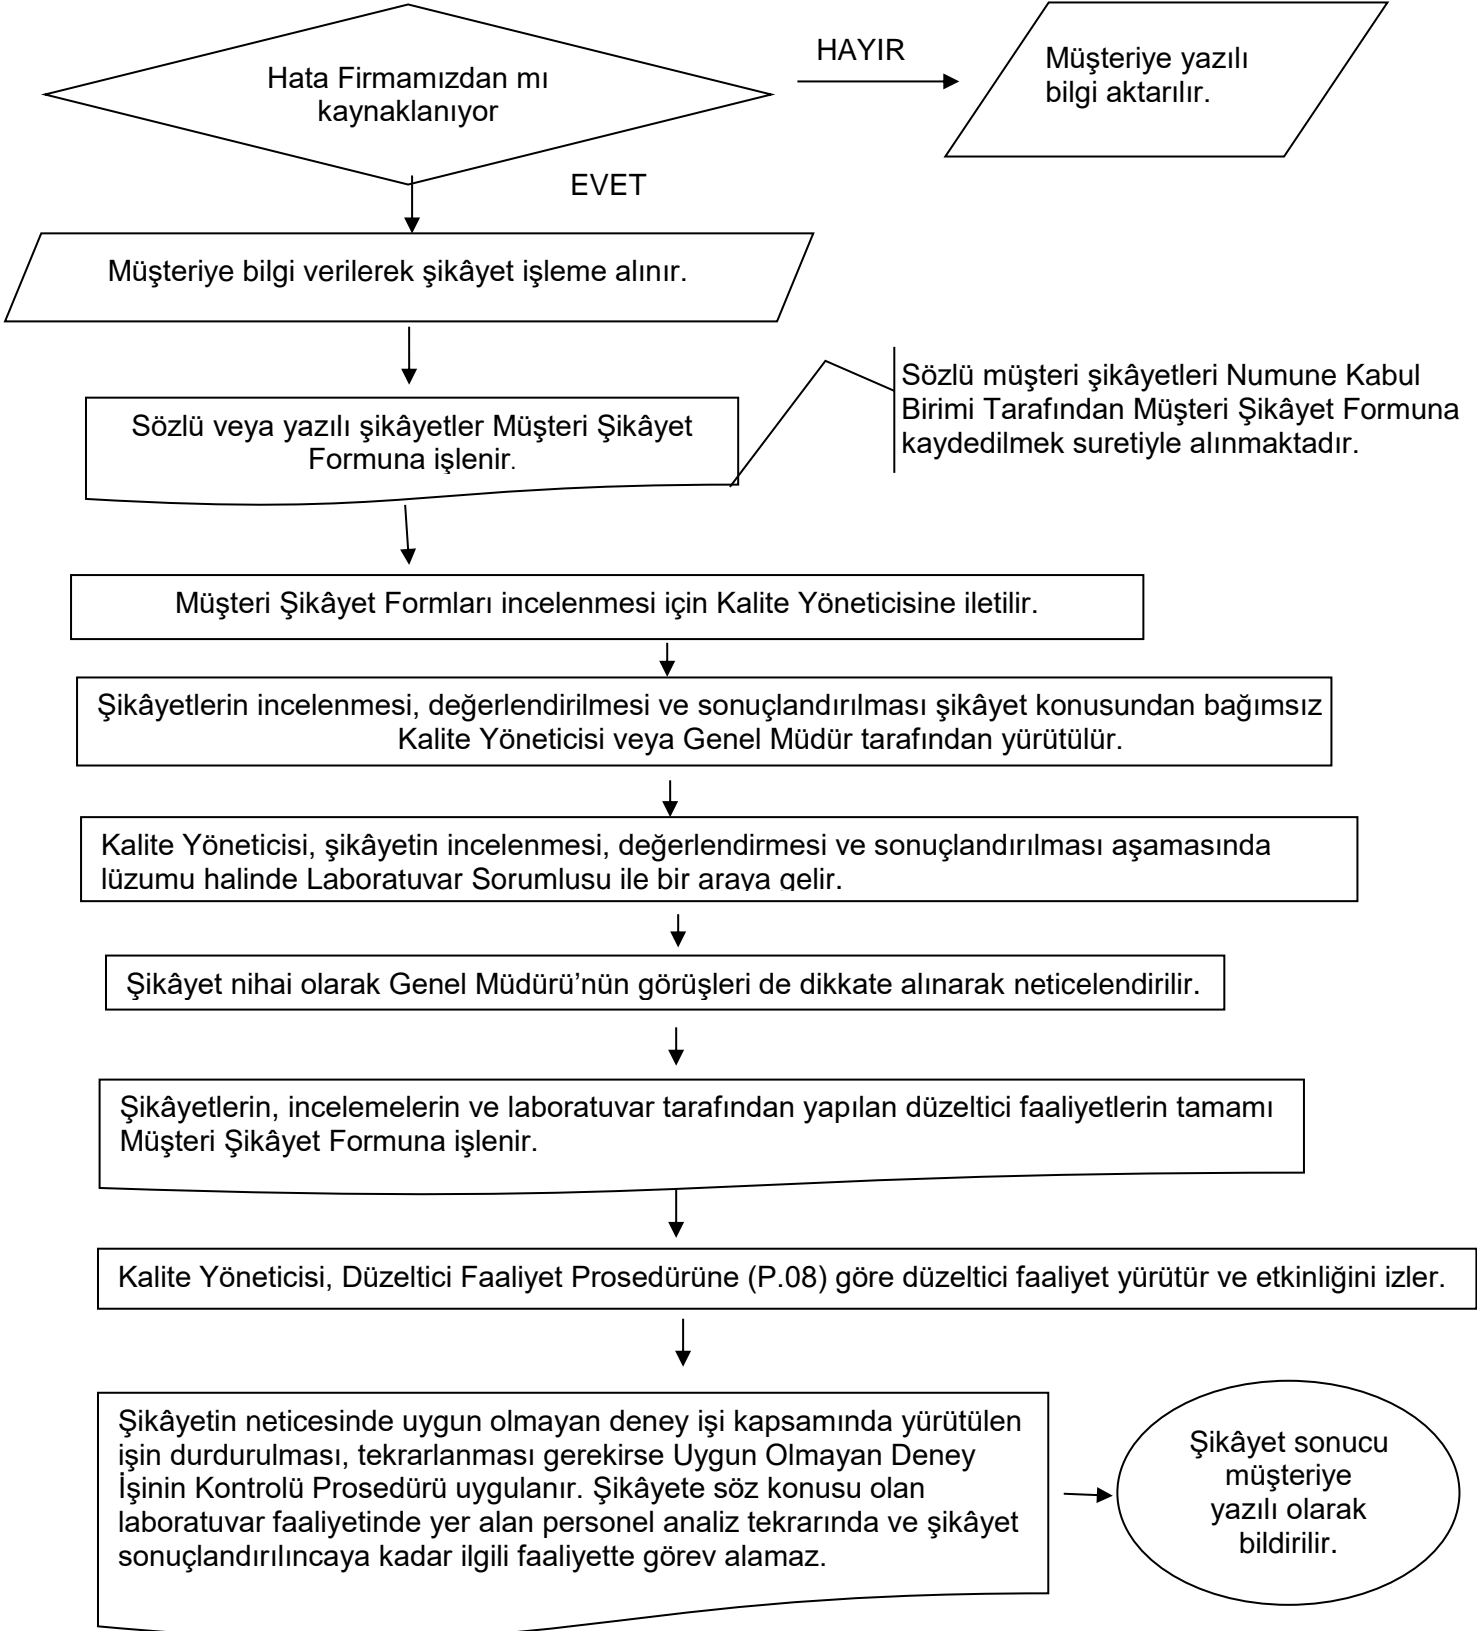 Hata Firmamızdan mı
kaynaklanıyor
HAYIR
Müşteriye yazılı
bilgi aktarılır.
EVET
Müşteriye bilgi verilerek şikâyet işleme alınır.
Sözlü veya yazılı şikâyetler Müşteri Şikâyet
Formuna işlenir.
Sözlü müşteri şikâyetleri Numune Kabul
Birimi Tarafından Müşteri Şikâyet Formuna
kaydedilmek suretiyle alınmaktadır.
Müşteri Şikâyet Formları incelenmesi için Kalite Yöneticisine iletilir.
Şikâyetlerin incelenmesi, değerlendirilmesi ve sonuçlandırılması şikâyet konusundan bağımsız
Kalite Yöneticisi veya Genel Müdür tarafından yürütülür.
Kalite Yöneticisi, şikâyetin incelenmesi, değerlendirmesi ve sonuçlandırılması aşamasında
lüzumu halinde Laboratuvar Sorumlusu ile bir araya gelir.
Şikâyet nihai olarak Genel Müdürü’nün görüşleri de dikkate alınarak neticelendirilir.
Şikâyetlerin, incelemelerin ve laboratuvar tarafından yapılan düzeltici faaliyetlerin tamamı
Müşteri Şikâyet Formuna işlenir.
Kalite Yöneticisi, Düzeltici Faaliyet Prosedürüne (P.08) göre düzeltici faaliyet yürütür ve etkinliğini izler.
Şikâyetin neticesinde uygun olmayan deney işi kapsamında yürütülen
işin durdurulması, tekrarlanması gerekirse Uygun Olmayan Deney
İşinin Kontrolü Prosedürü uygulanır. Şikâyete söz konusu olan
laboratuvar faaliyetinde yer alan personel analiz tekrarında ve şikâyet
sonuçlandırılıncaya kadar ilgili faaliyette görev alamaz.
Şikâyet sonucu
müşteriye
yazılı olarak
bildirilir.